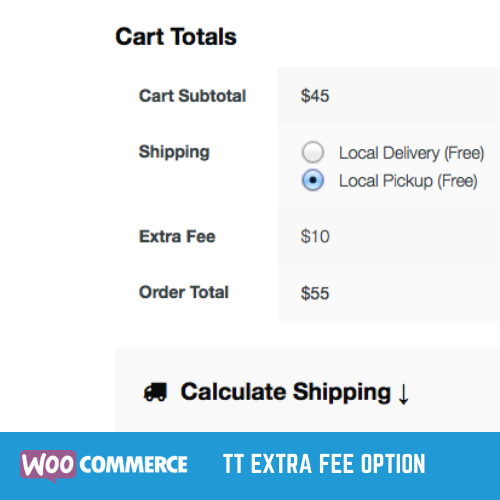 Cart Totals
Cart Subtotal $45
Shipping Local Delivery (Free)
Local Pickup (Free)
Extra Fee $10
Order Total $55
Calculate Shipping ↓
WOO COMMERCE TT EXTRA FEE OPTION